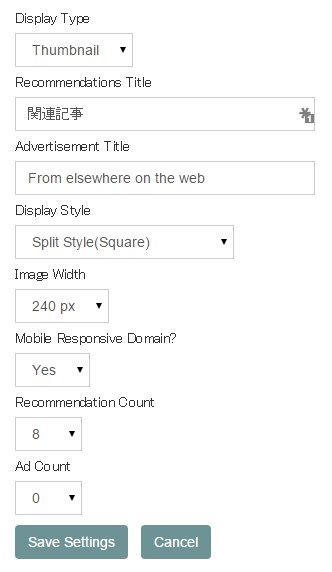 Display Type
Thumbnail
Recommendations Title
関連記事
1
Advertisement Title
From elsewhere on the web
Display Style
Split Style(Square)
Image Width
240 px
Mobile Responsive Domain?
Yes
Recommendation Count
8
Ad Count
0
Save Settings Cancel